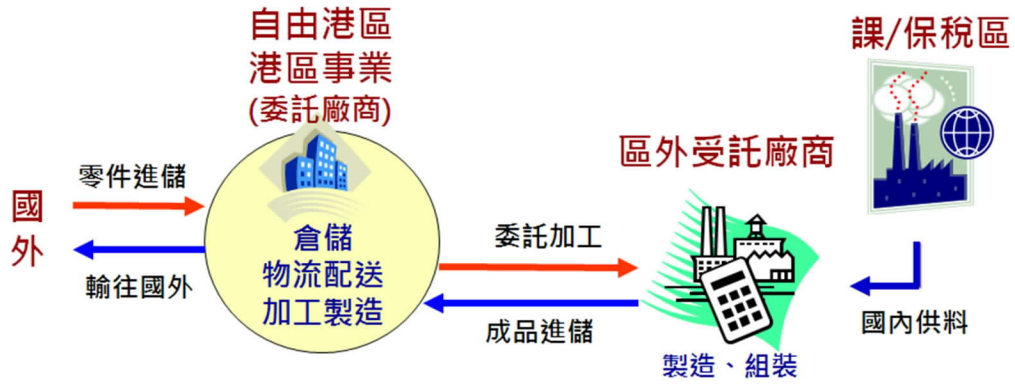 自由港區
港區事業
(委託廠商)
課/保稅區
區外受託廠商
零件進儲
國
外
輸往國外
倉儲
物流配送
加工製造
委託加工
成品進儲
國內供料
製造、組裝